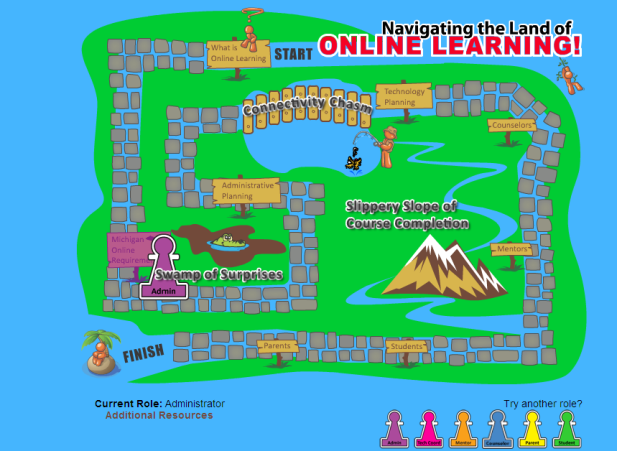 Navigating the Land of
ONLINE LEARNING!
What is
Online Learning
START
Technology
Planning
Connectivity Chasm
Counselors
Administrative
Planning
Slippery Slope of
Course Completion
Michigan
Online
Swamp of Surprises
Mentors
Admin
FINISH
Parents
Students
Current Role: Administrator
Additional Resources
Try another role?
Admin
Mentor
Counselor
Parent
Student